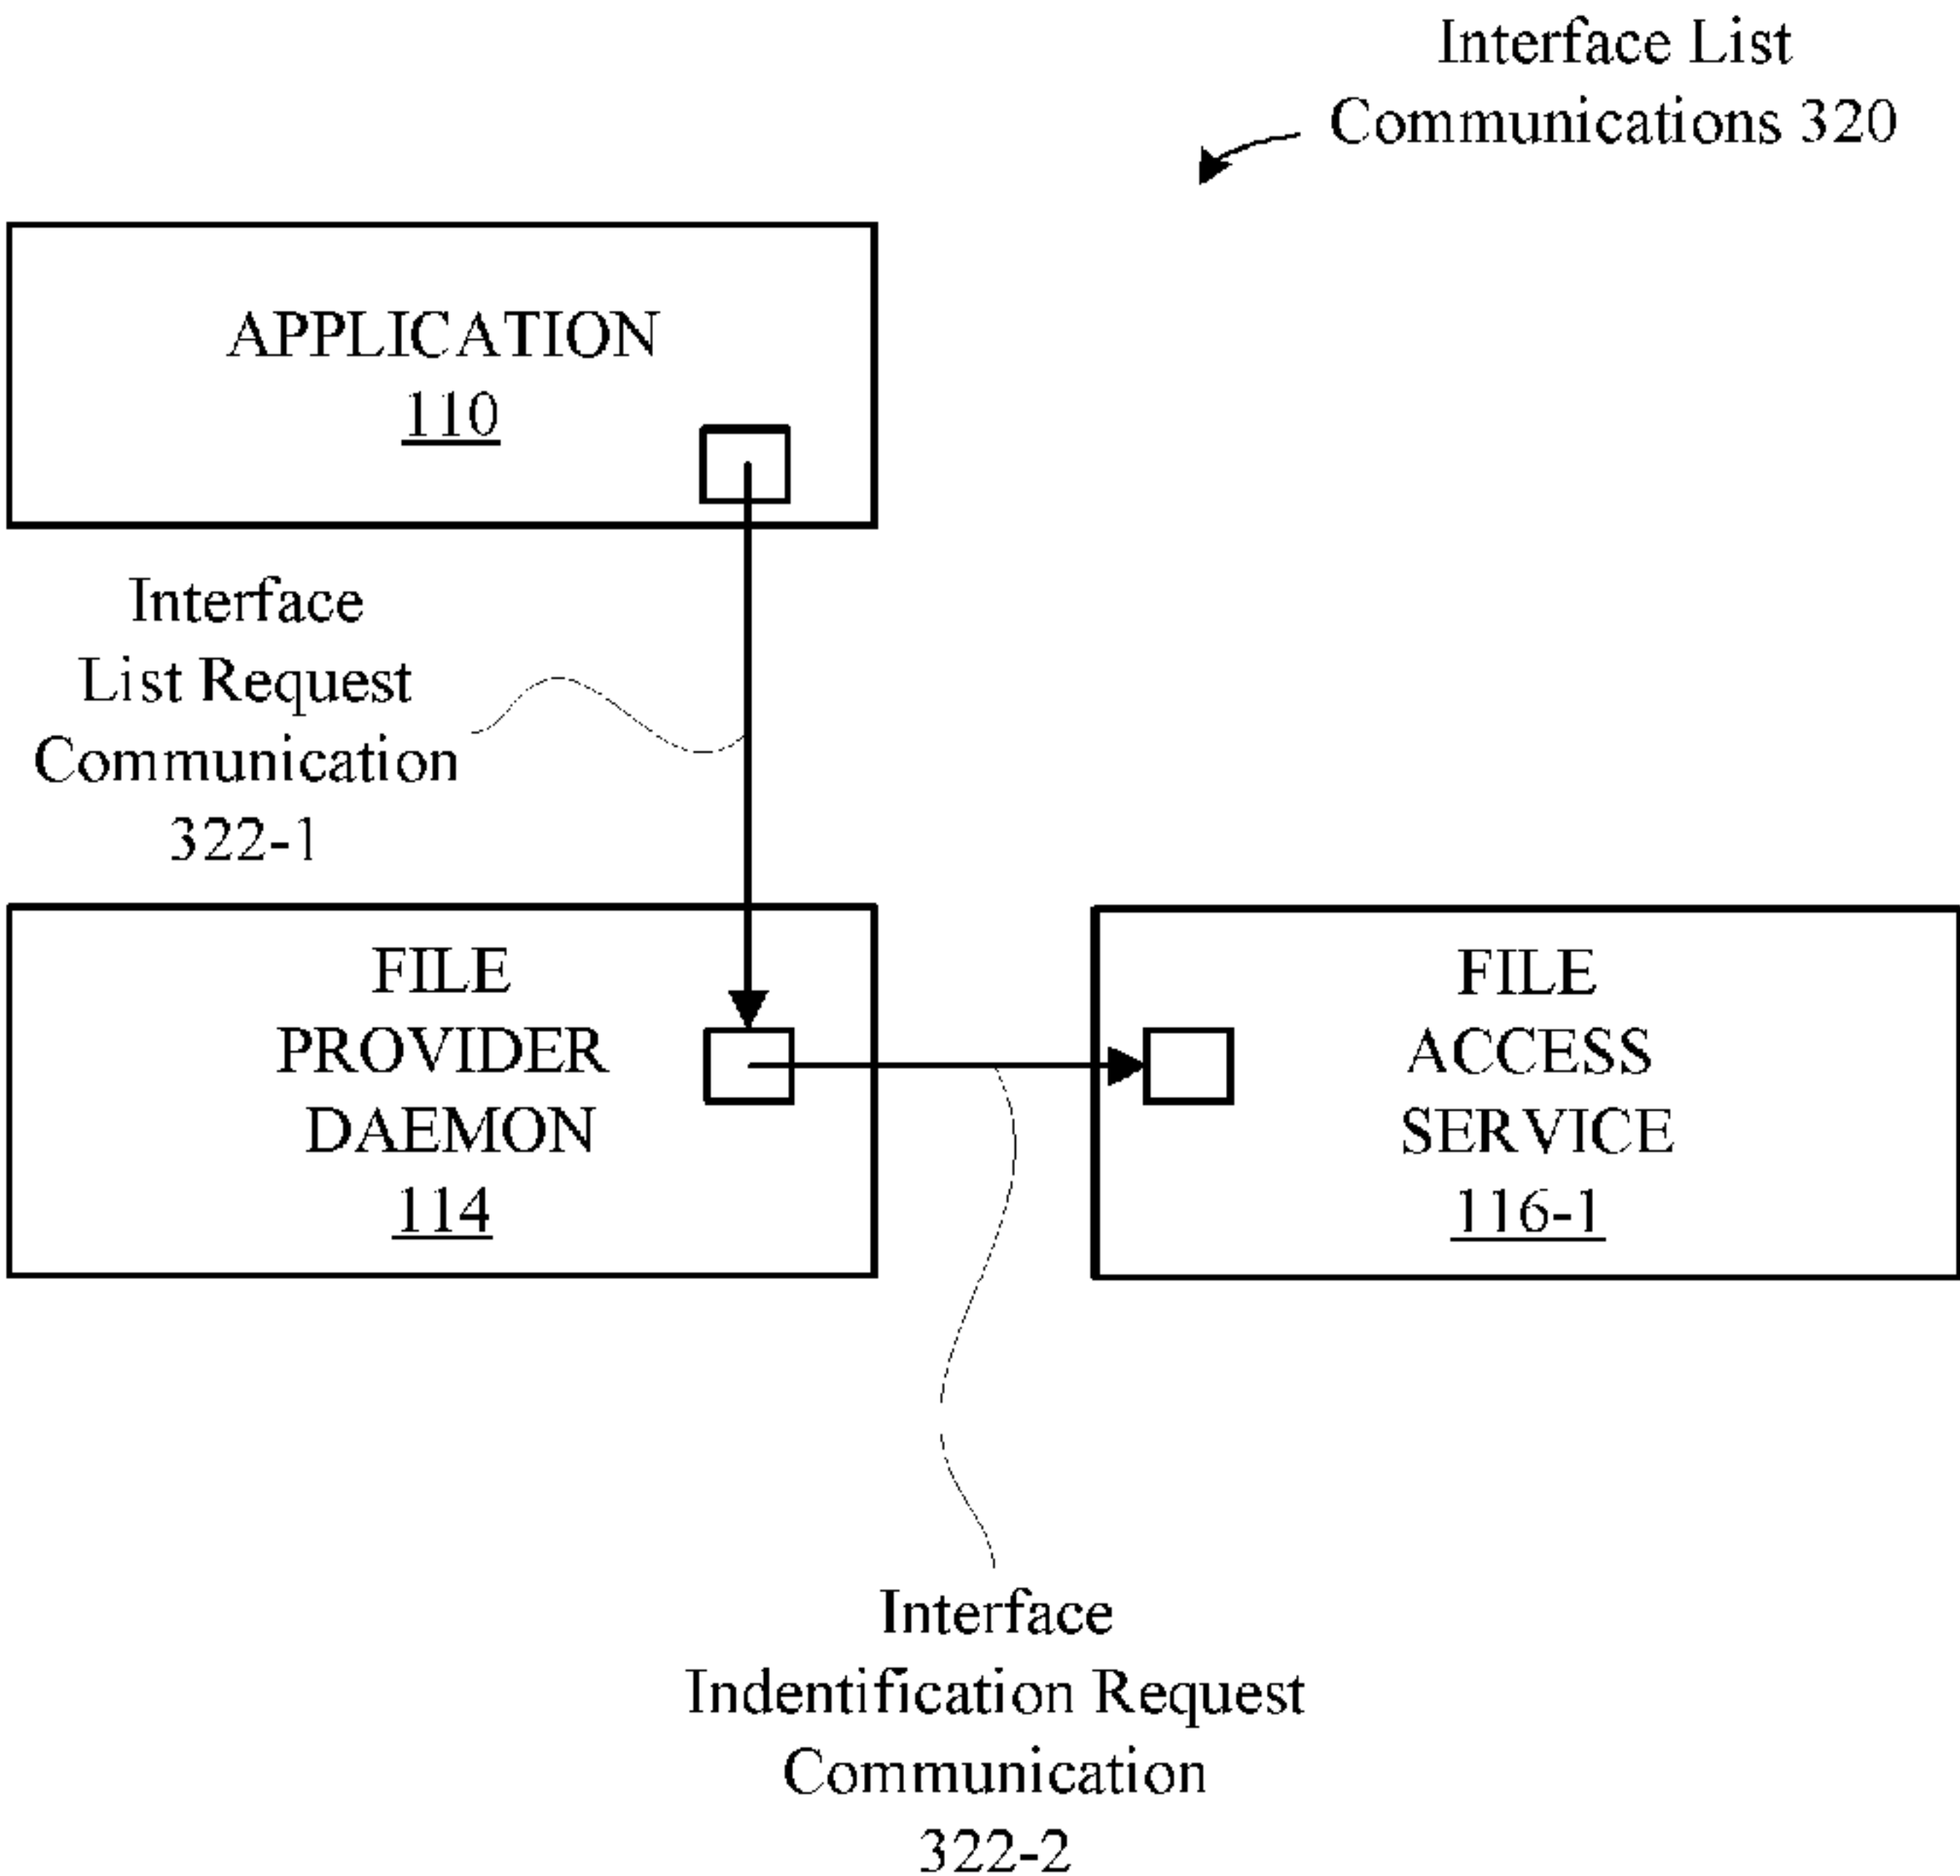 Interface List
Communications 320
APPLICATION
110
Interface
List Request
Communication
322-1
FILE
PROVIDER
DAEMON
114
FILE
ACCESS
SERVICE
116-1
Interface
Indentification Request
Communication
322-2